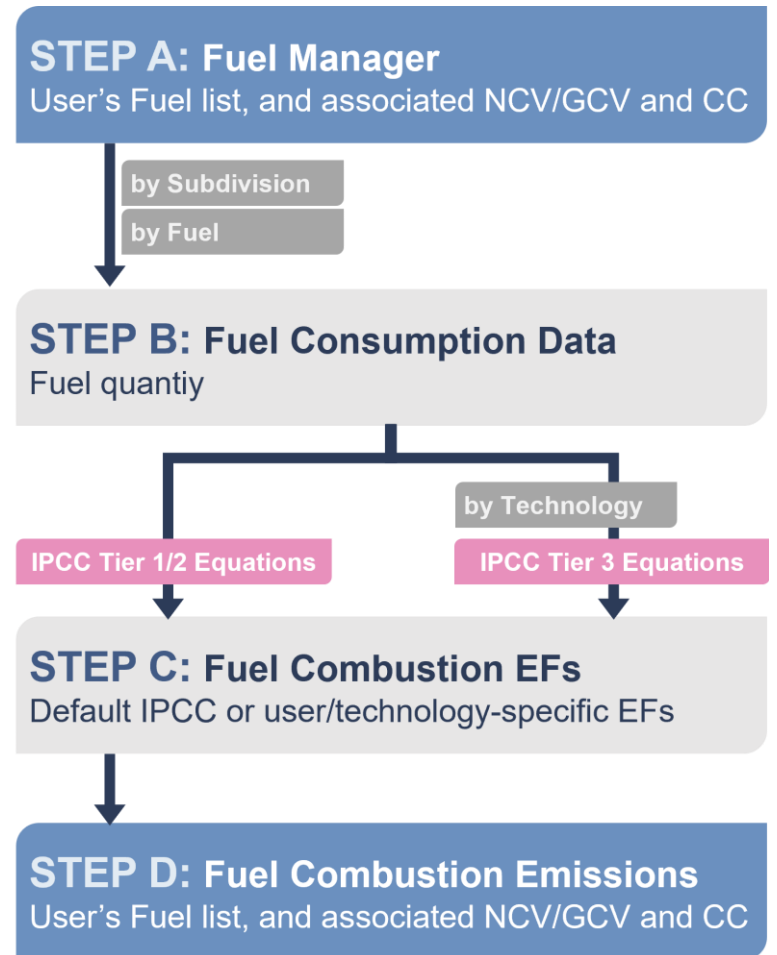 STEP A: Fuel Manager
User's Fuel list, and associated NCV/GCV and CC
by Subdivision
by Fuel
STEP B: Fuel Consumption Data
Fuel quantiy
by Technology
IPCC Tier 1/2 Equations
IPCC Tier 3 Equations
STEP C: Fuel Combustion EFs
Default IPCC or user/technology-specific EFs
STEP D: Fuel Combustion Emissions
User's Fuel list, and associated NCV/GCV and CC